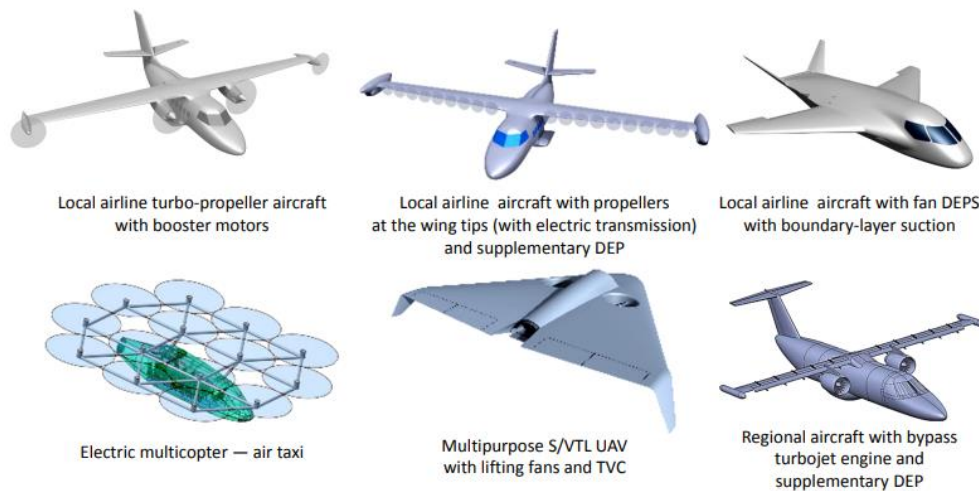 Local airline turbo-propeller aircraft
with booster motors
Local airline aircraft with propellers
at the wing tips (with electric transmission)
and supplementary DEP
Local airline aircraft with fan DEPS
with boundary-layer suction
Electric multicopter — air taxi
Multipurpose S/VTL UAV
with lifting fans and TVC
Regional aircraft with bypass
turbojet engine and
supplementary DEP